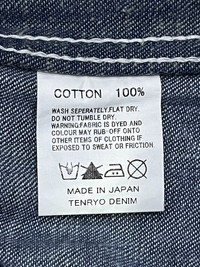 COTTON 100%
WASH SEPERATELY.FLAT DRY.
DO NOT TUMBLE DRY.
WARNING:FABRIC IS DYED AND
COLOUR MAY RUB-OFF ONTO
OTHER ITEMS OF CLOTHING IF
EXPOSED TO SWEAT OR FRICTION.
MADE IN JAPAN
TENRYO DENIM